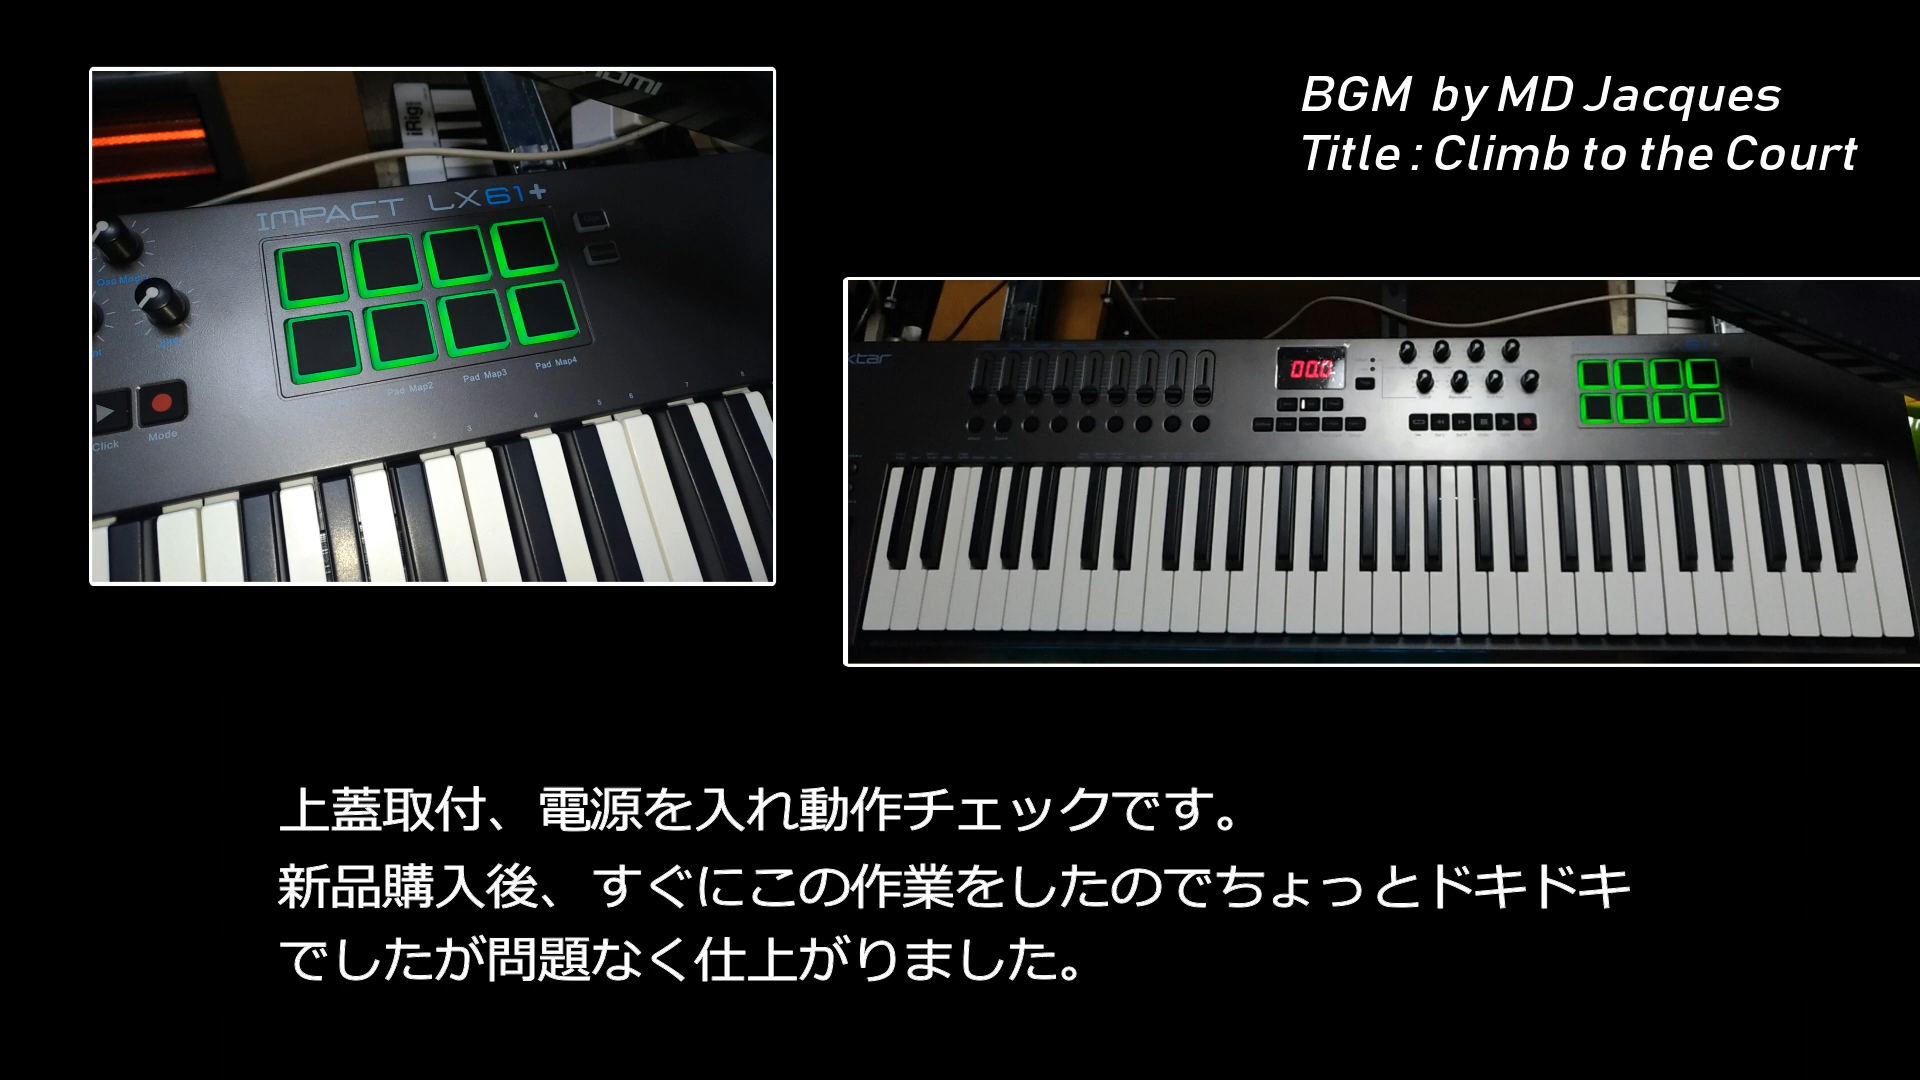 BGM by MD Jacques
Title : Climb to the Court
iRig
IMPACT LX61+
Pad Map2
Pad Map3
Pad Map4
Click
Mode
00.0.
上蓋取付、電源を入れ動作チェックです。
新品購入後、すぐにこの作業をしたのでちょっとドキドキ
でしたが問題なく仕上がりました。